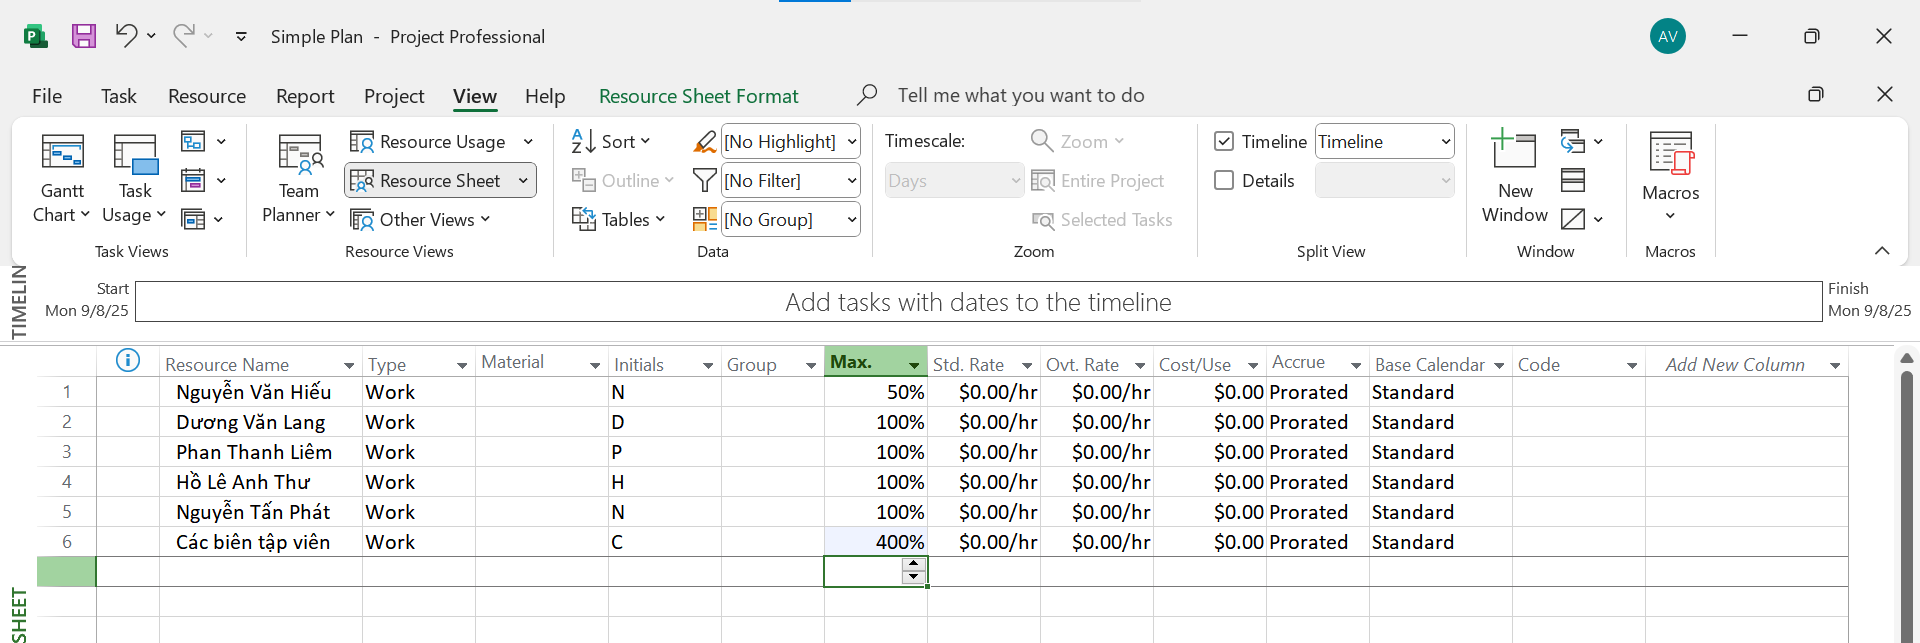 Simple Plan - Project Professional
AV
File Task Resource Report Project View Help Resource Sheet Format Tell me what you want to do
Gantt Chart
Task Usage
Task Views
Team Planner
Resource Usage
Resource Sheet
Other Views
Resource Views
Sort
Outline
Tables
[No Highlight]
[No Filter]
[No Group]
Data
Timescale:
Days
Zoom
Entire Project
Selected Tasks
Zoom
Timeline Timeline
Details
Split View
New Window
Window
Macros
Macros
TIMELIN
Start
Mon 9/8/25
Add tasks with dates to the timeline
Finish
Mon 9/8/25
Resource Name Type Material Initials Group Max. Std. Rate Ovt. Rate Cost/Use Accrue Base Calendar Code Add New Column
1 Nguyễn Văn Hiếu Work N 50% $0.00/hr $0.00/hr $0.00 Prorated Standard
2 Dương Văn Lang Work D 100% $0.00/hr $0.00/hr $0.00 Prorated Standard
3 Phan Thanh Liêm Work P 100% $0.00/hr $0.00/hr $0.00 Prorated Standard
4 Hồ Lê Anh Thư Work H 100% $0.00/hr $0.00/hr $0.00 Prorated Standard
5 Nguyễn Tấn Phát Work N 100% $0.00/hr $0.00/hr $0.00 Prorated Standard
6 Các biên tập viên Work C 400% $0.00/hr $0.00/hr $0.00 Prorated Standard
SHEET